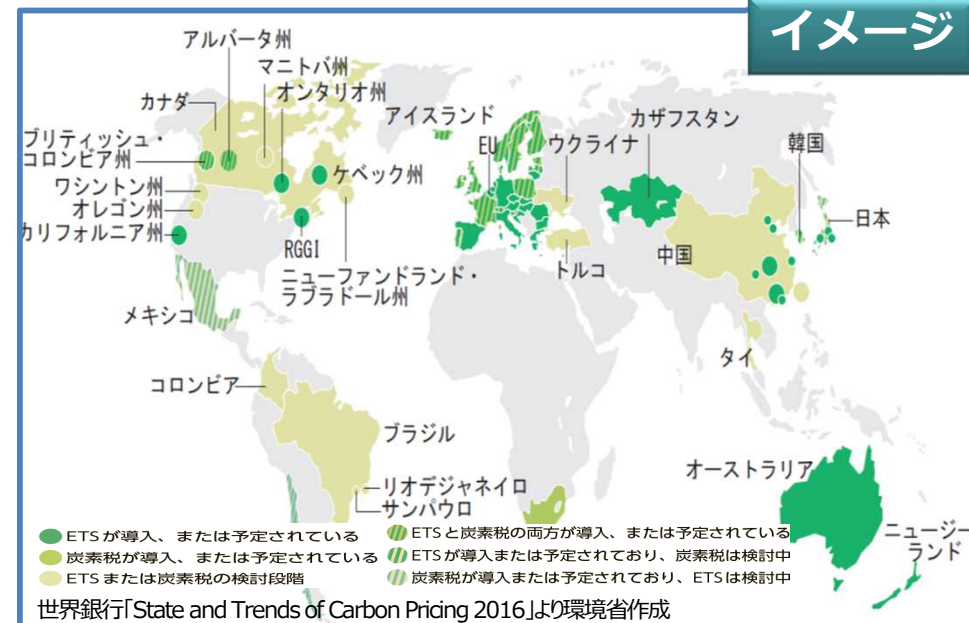 イメージ
アルバータ州
マニトバ州
オンタリオ州
カナダ
ブリティッシュ・
コロンビア州
ワシントン州
オレゴン州
カリフォルニア州
RGGI
ケベック州
ニューファンドランド・
ラブラドール州
メキシコ
アイスランド
EU
ウクライナ
カザフスタン
韓国
日本
中国
トルコ
タイ
コロンビア
ブラジル
リオデジャネイロ
サンパウロ
オーストラリア
ニュージー
ランド
ETSが導入、または予定されている
炭素税が導入、または予定されている
ETSまたは炭素税の検討段階
ETSと炭素税の両方が導入、または予定されている
ETSが導入または予定されており、炭素税は検討中
炭素税が導入または予定されており、ETSは検討中
世界銀行「State and Trends of Carbon Pricing 2016」より環境省作成